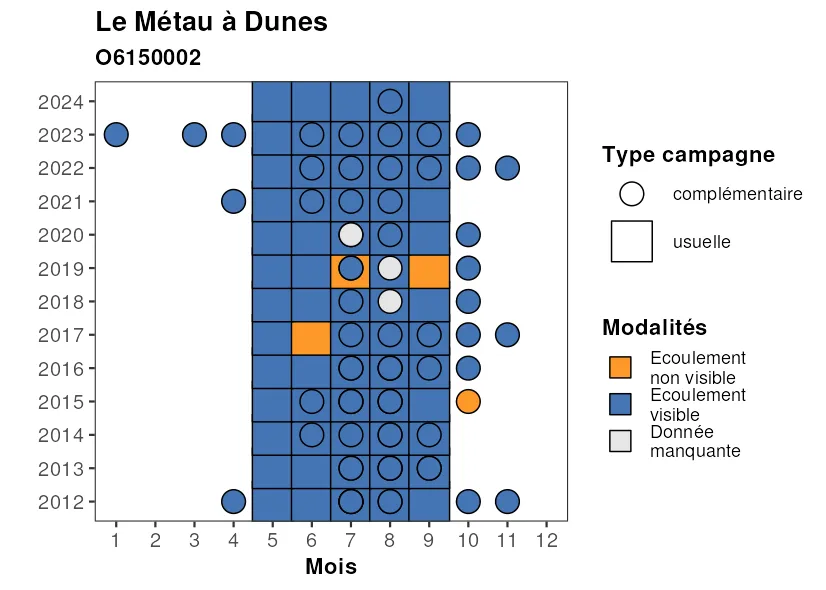 Le Métau à Dunes
O6150002
2024
2023
2022
2021
2020
2019
2018
2017
2016
2015
2014
2013
2012
1 2 3 4 5 6 7 8 9 10 11 12
Mois
Type campagne
complémentaire
usuelle
Modalités
Ecoulement
non visible
Ecoulement
visible
Donnée
manquante